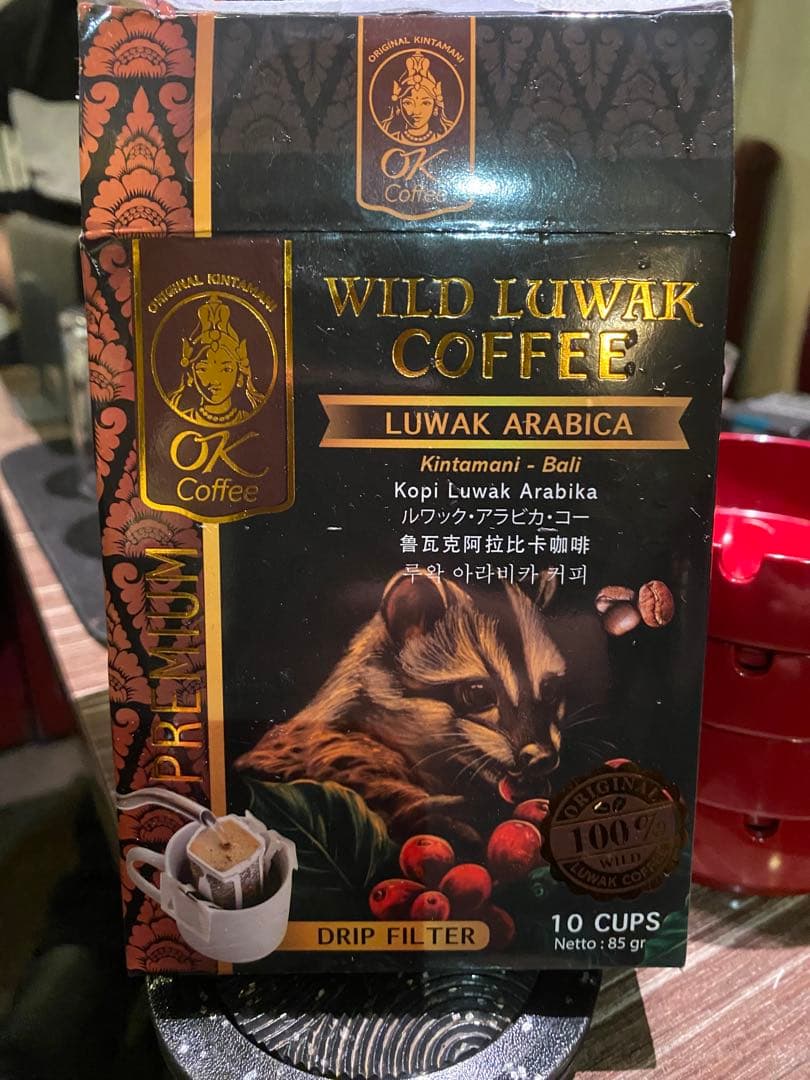 ORIGINAL KINTAMANI
OK
Coffee
ORIGINAL KINTAMANI
OK
Coffee
WILD LUWAK
COFFEE
LUWAK ARABICA
Kintamani - Bali
Kopi Luwak Arabika
ルワック・アラビカ・コー
鲁瓦克阿拉比卡咖啡
루왁 아라비카 커피
PREMIUM
ORIGINAL
100%
WILD
LUWAK COFFEE
DRIP FILTER
10 CUPS
Netto : 85 gr